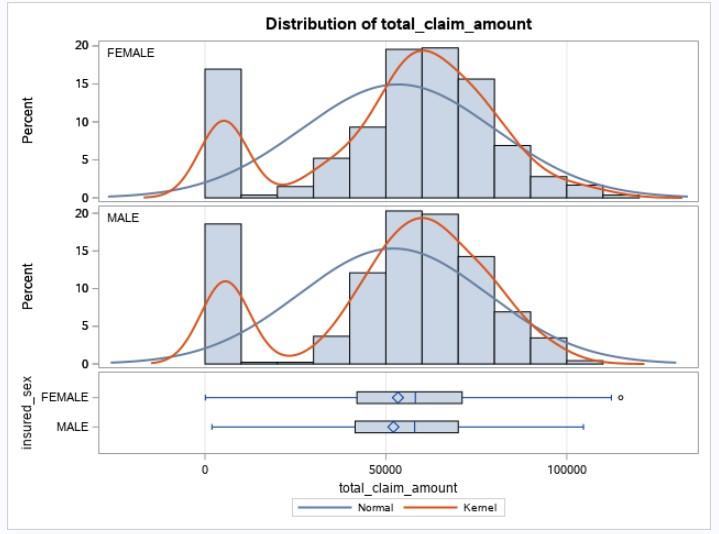 Distribution of total_claim_amount
FEMALE
Percent
20
15
10
5
0
MALE
Percent
20
15
10
5
0
insured_sex
FEMALE
MALE
0 50000 100000
total_claim_amount
Normal Kernel